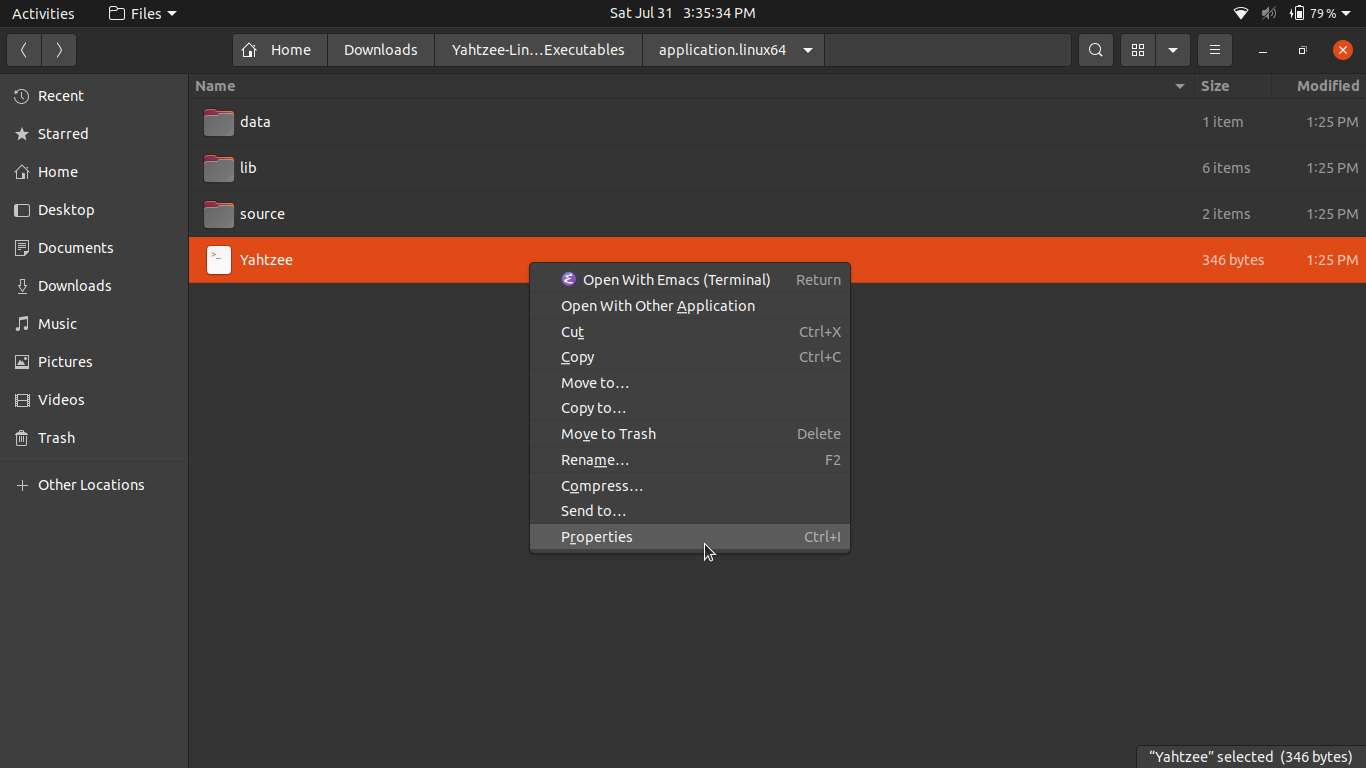 Activities Files Sat Jul 31 3:35:34 PM 79 %
Home Downloads Yahtzee-Lin…Executables application.linux64
Name Size Modified
Recent
Starred
Home
Desktop
Documents
Downloads
Music
Pictures
Videos
Trash
Other Locations
data 1 item 1:25 PM
lib 6 items 1:25 PM
source 2 items 1:25 PM
>_ Yahtzee 346 bytes 1:25 PM
Open With Emacs (Terminal) Return
Open With Other Application
Cut Ctrl+X
Copy Ctrl+C
Move to…
Copy to…
Move to Trash Delete
Rename… F2
Compress…
Send to…
Properties Ctrl+I
“Yahtzee” selected (346 bytes)